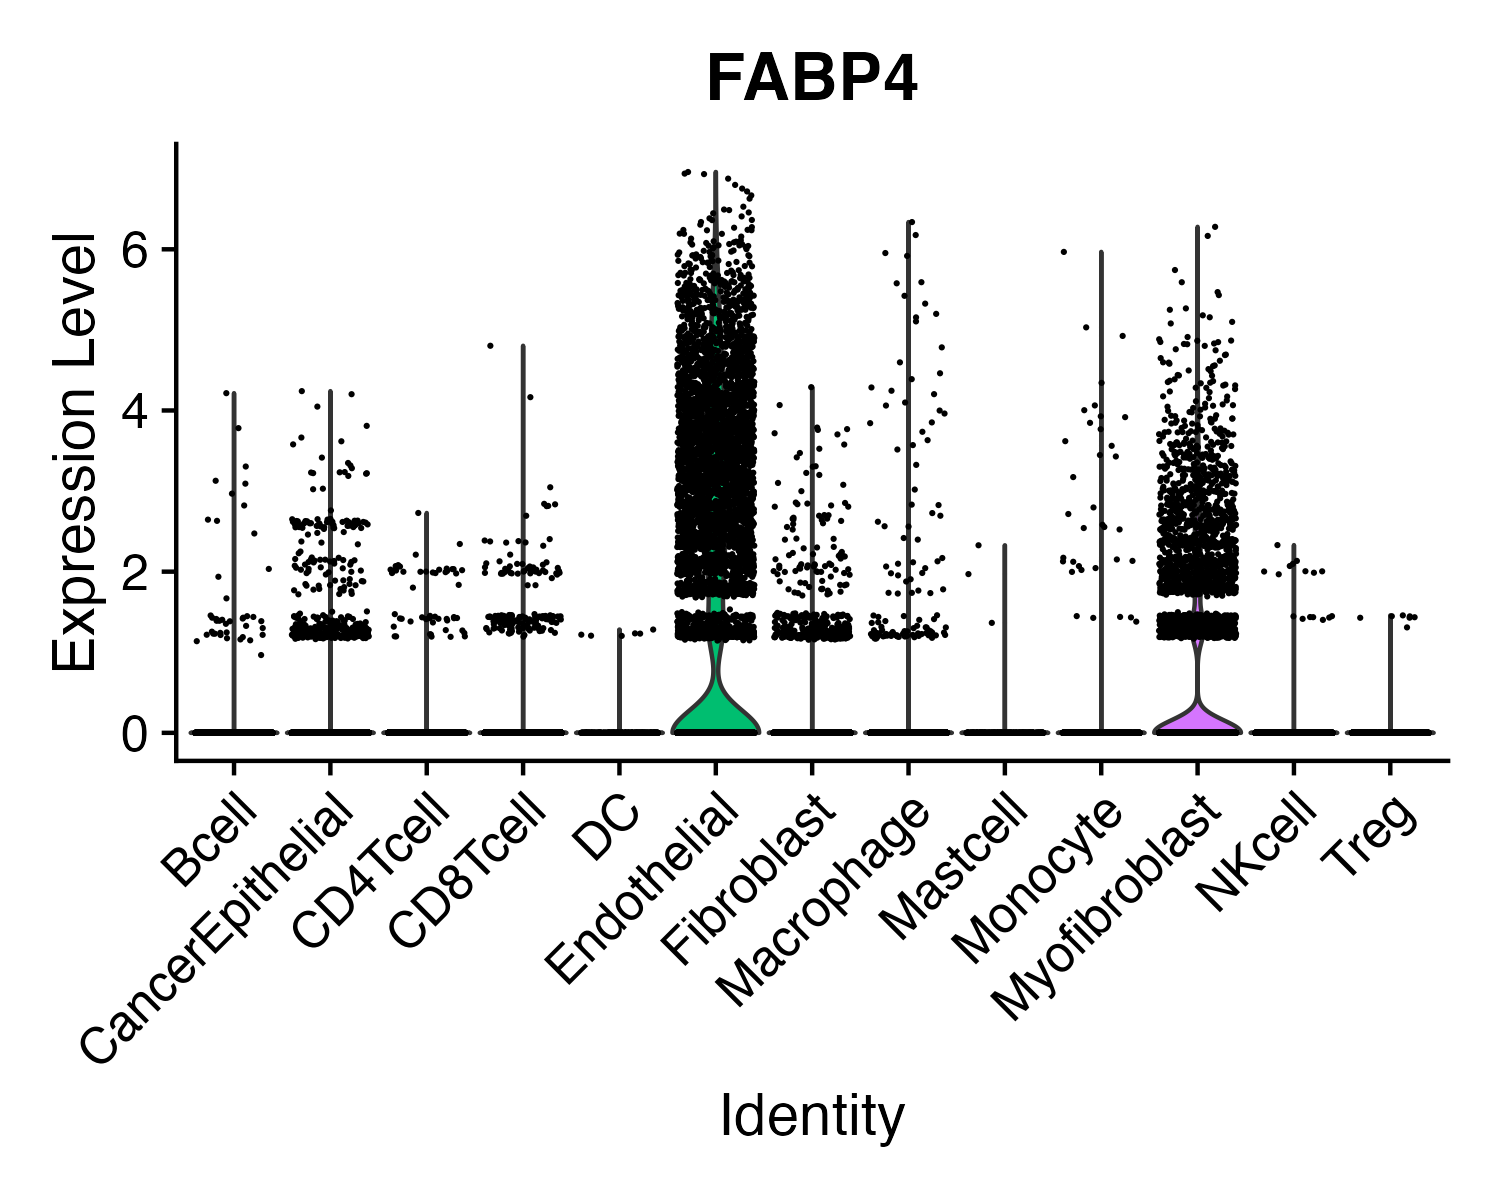 FABP4
Expression Level
6
4
2
0
Bcell
CancerEpithelial
CD4Tcell
CD8Tcell
DC
Endothelial
Fibroblast
Macrophage
Mastcell
Monocyte
Myofibroblast
NKcell
Treg
Identity